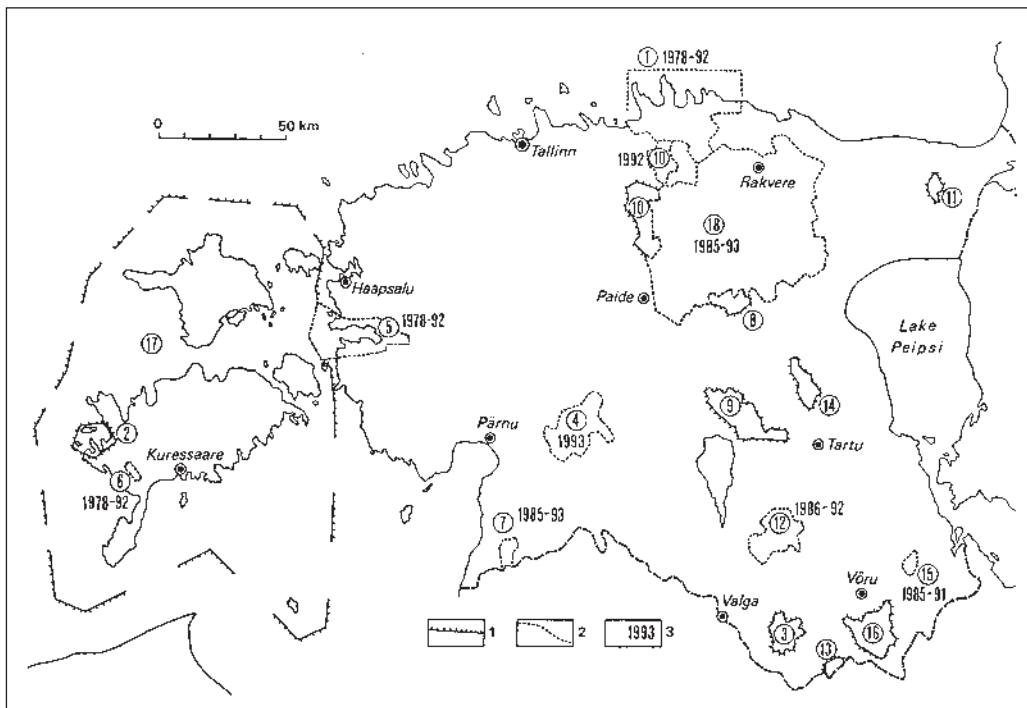 ① 1978-92
0 50 km
Tallinn
1992 ⑩
Rakvere
⑪
⑩
⑱
1985-93
Haapsalu
Paide
⑧
⑤ 1978-92
Lake
Peipsi
⑰
②
⑨
⑭
④
1993
Pärnu
Tartu
Kuressaare
⑥
1978-92
⑦ 1985-93
⑫ 1986-92
⑮
1985-91
Võru
Valga
③
⑯
⑬
1
2
1993 3